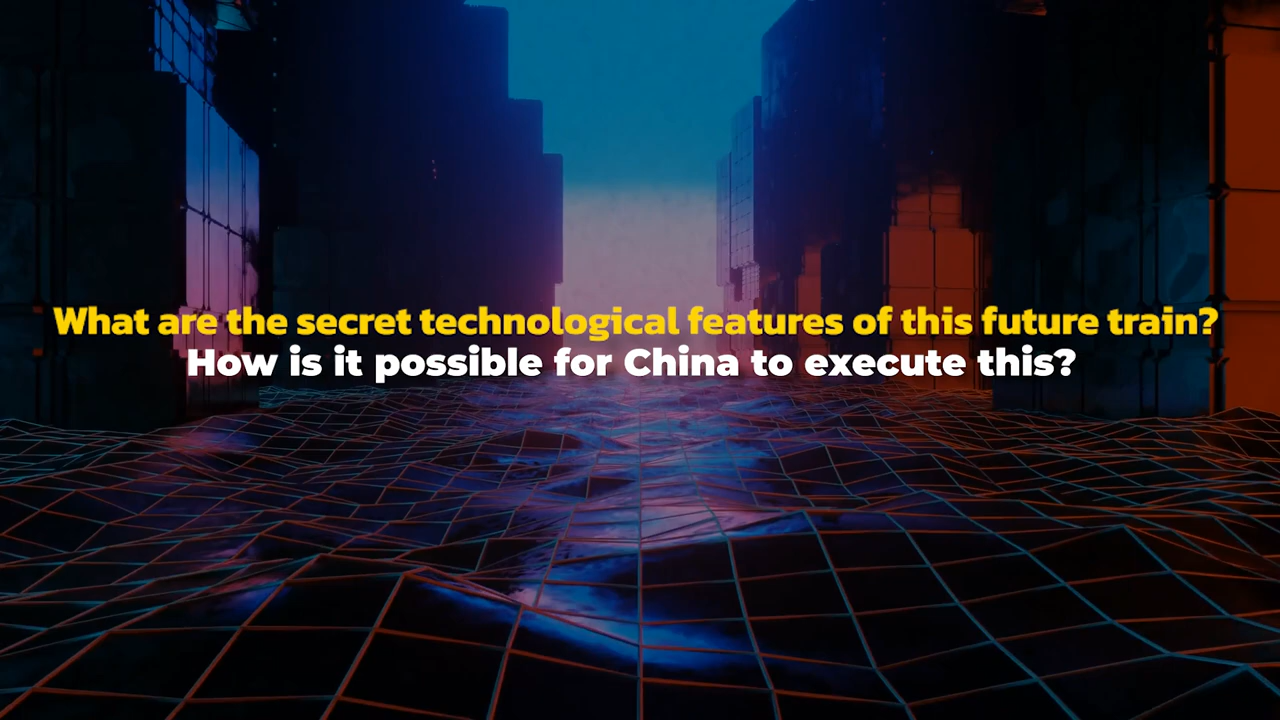 What are the secret technological features of this future train?
How is it possible for China to execute this?